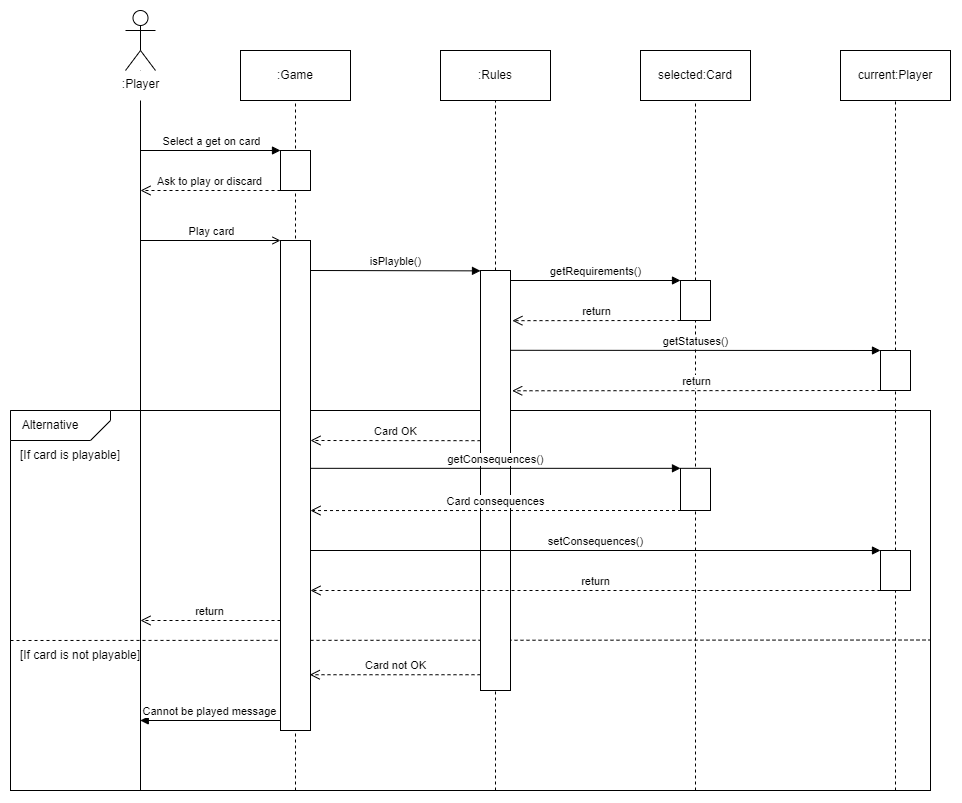 :Player
:Game
:Rules
selected:Card
current:Player
Select a get on card
Ask to play or discard
Play card
isPlayble()
getRequirements()
return
getStatuses()
return
Alternative
Card OK
[If card is playable]
getConsequences()
Card consequences
setConsequences()
return
return
[If card is not playable]
Card not OK
Cannot be played message